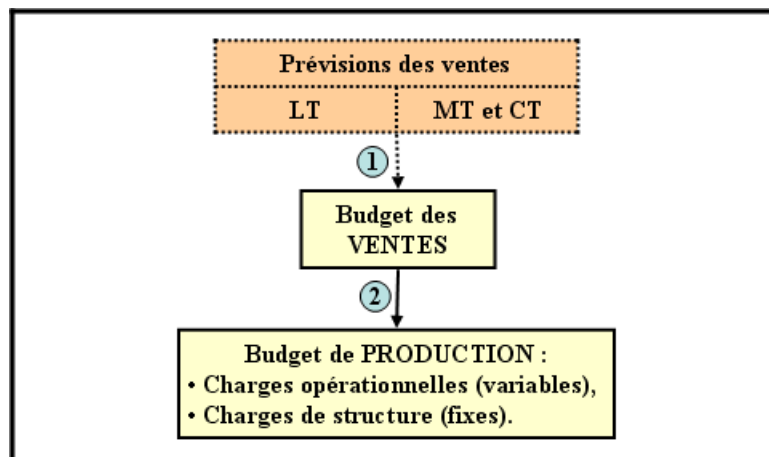 Prévisions des ventes
LT
MT et CT
1
Budget des
VENTES
2
Budget de PRODUCTION :
• Charges opérationnelles (variables),
• Charges de structure (fixes).